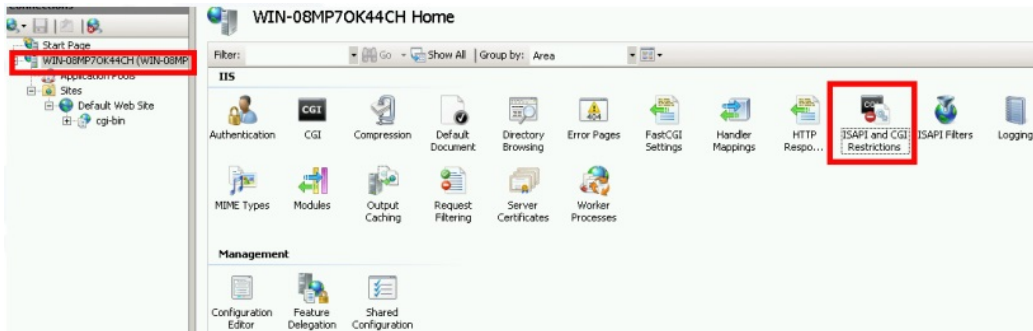 Connections
Start Page
WIN-08MP7OK44CH (WIN-08MP
Application Pools
Sites
Default Web Site
cgi-bin
WIN-08MP7OK44CH Home
Filter: Go Show All Group by: Area
IIS
Authentication CGI Compression Default Document Directory Browsing Error Pages FastCGI Settings Handler Mappings HTTP Respo... ISAPI and CGI Restrictions ISAPI Filters Logging
MIME Types Modules Output Caching Request Filtering Server Certificates Worker Processes
Management
Configuration Editor Feature Delegation Shared Configuration